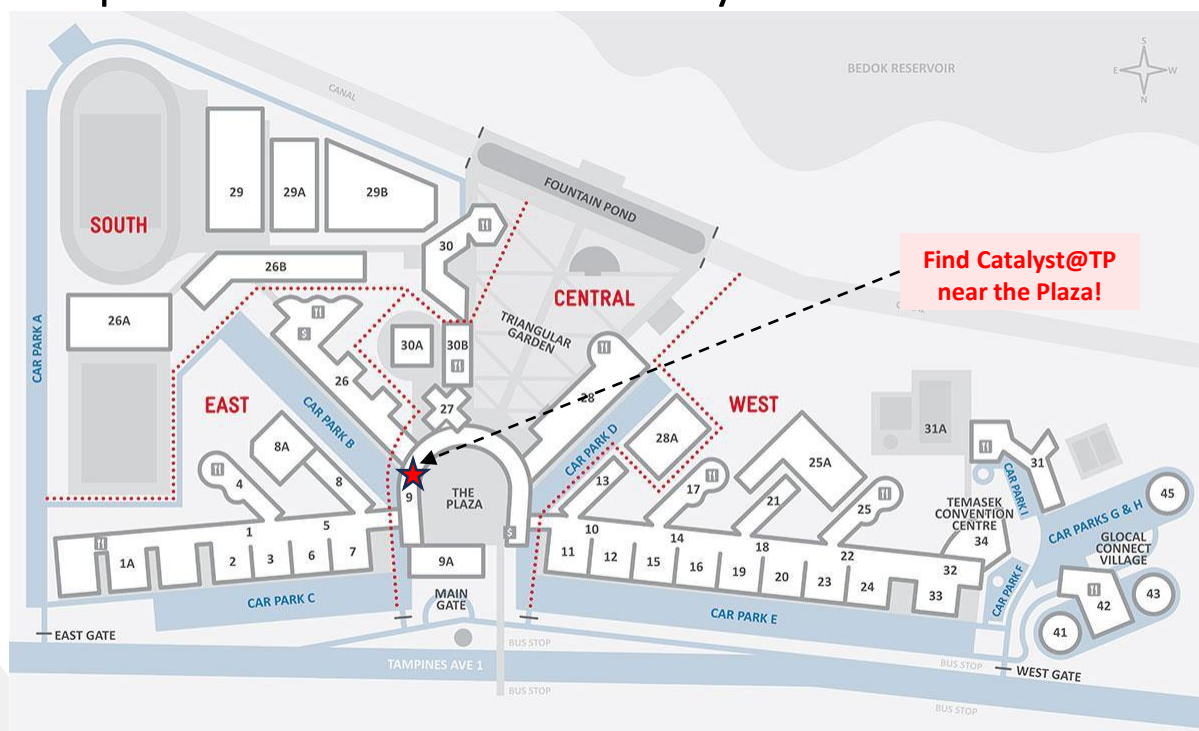 BEDOK RESERVOIR
S
E
W
N
CANAL
FOUNTAIN POND
29
29A
29B
SOUTH
30
26B
CENTRAL
Find Catalyst@TP
near the Plaza!
26A
CAR PARK A
TRIANGULAR
GARDEN
30A
30B
26
27
28
EAST
CAR PARK B
WEST
CAR PARK D
28A
31A
8A
4
8
9
THE
PLAZA
13
17
25A
21
25
31
CAR PARK I
TEMASEK
CONVENTION
CENTRE
34
45
CAR PARKS G & H
GLOCAL
CONNECT
VILLAGE
1
5
10
14
18
22
1A
2
3
6
7
9A
11
12
15
16
19
20
23
24
32
33
CAR PARK F
42
43
41
CAR PARK C
MAIN
GATE
CAR PARK E
EAST GATE
BUS STOP
TAMPINES AVE 1
BUS STOP
BUS STOP
WEST GATE
BUS STOP